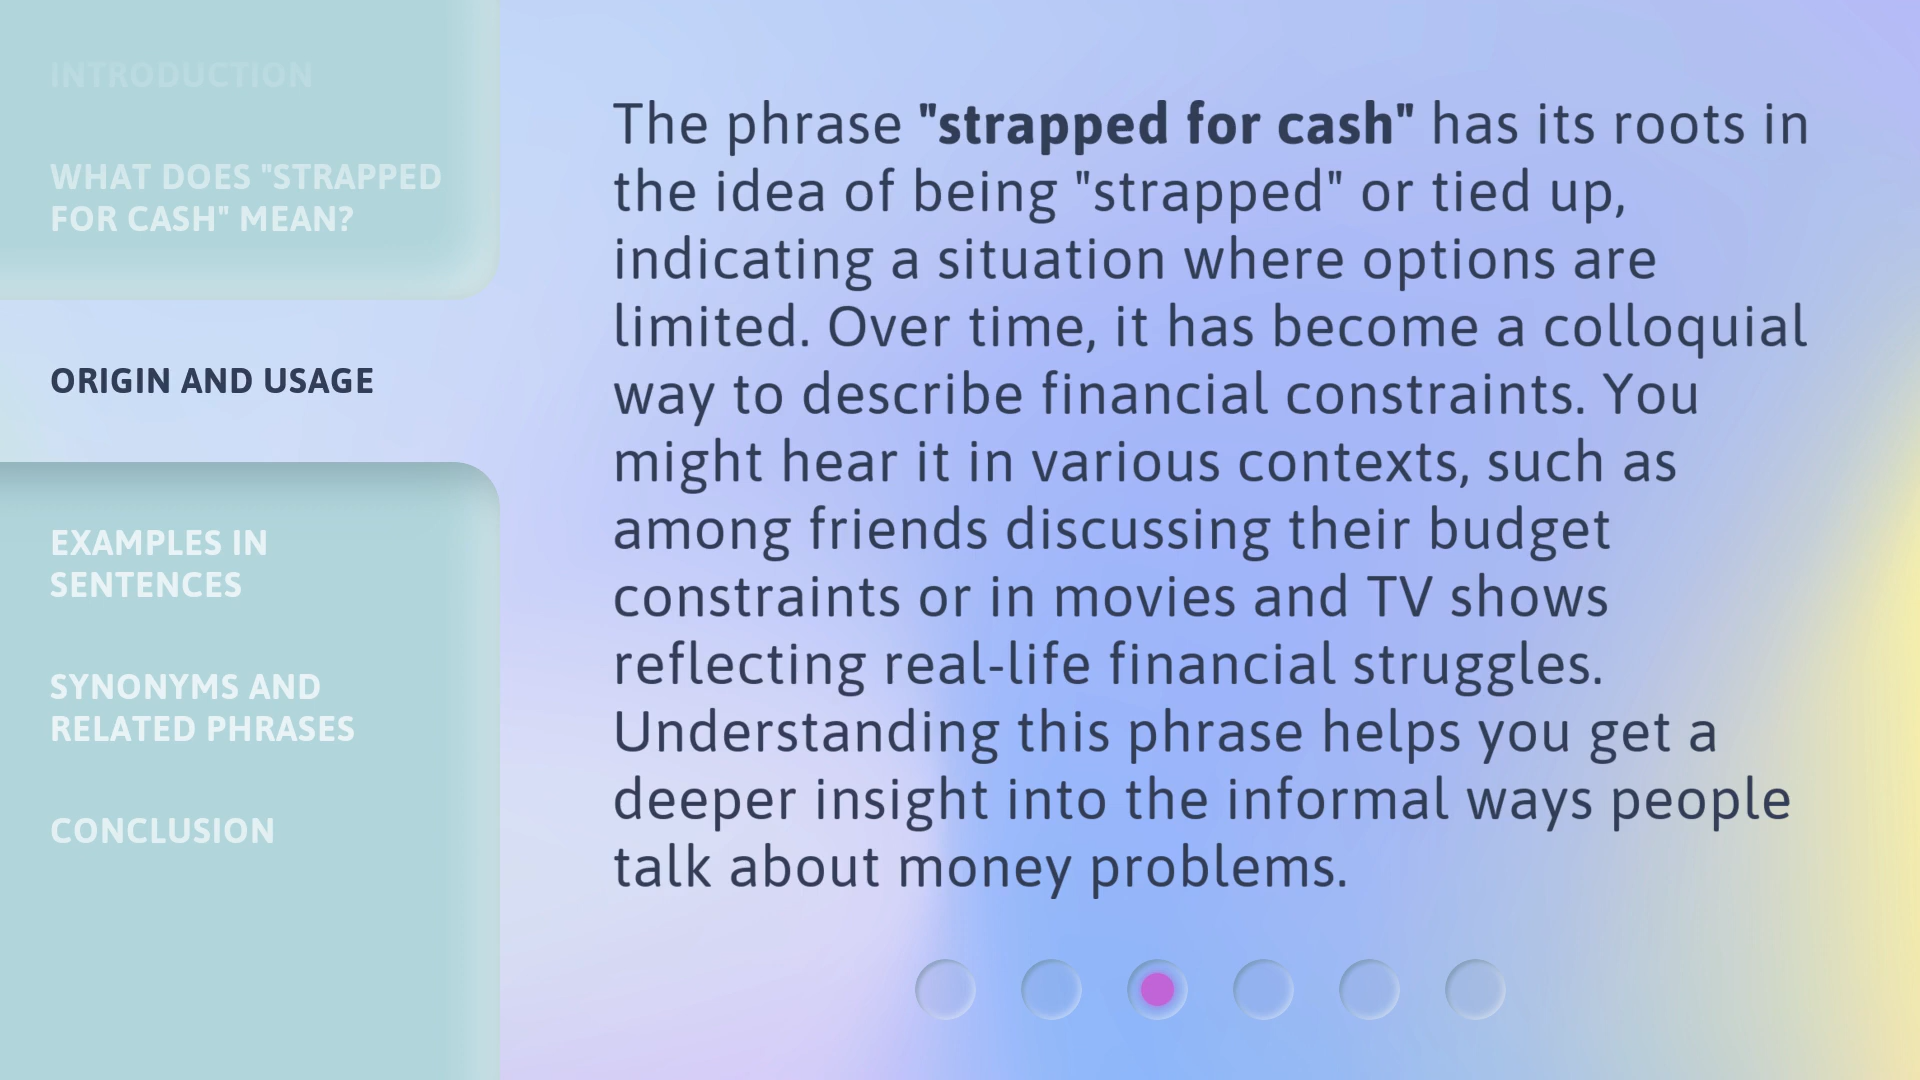 INTRODUCTION
WHAT DOES "STRAPPED
FOR CASH" MEAN?
ORIGIN AND USAGE
EXAMPLES IN
SENTENCES
SYNONYMS AND
RELATED PHRASES
CONCLUSION
The phrase "strapped for cash" has its roots in
the idea of being "strapped" or tied up,
indicating a situation where options are
limited. Over time, it has become a colloquial
way to describe financial constraints. You
might hear it in various contexts, such as
among friends discussing their budget
constraints or in movies and TV shows
reflecting real-life financial struggles.
Understanding this phrase helps you get a
deeper insight into the informal ways people
talk about money problems.